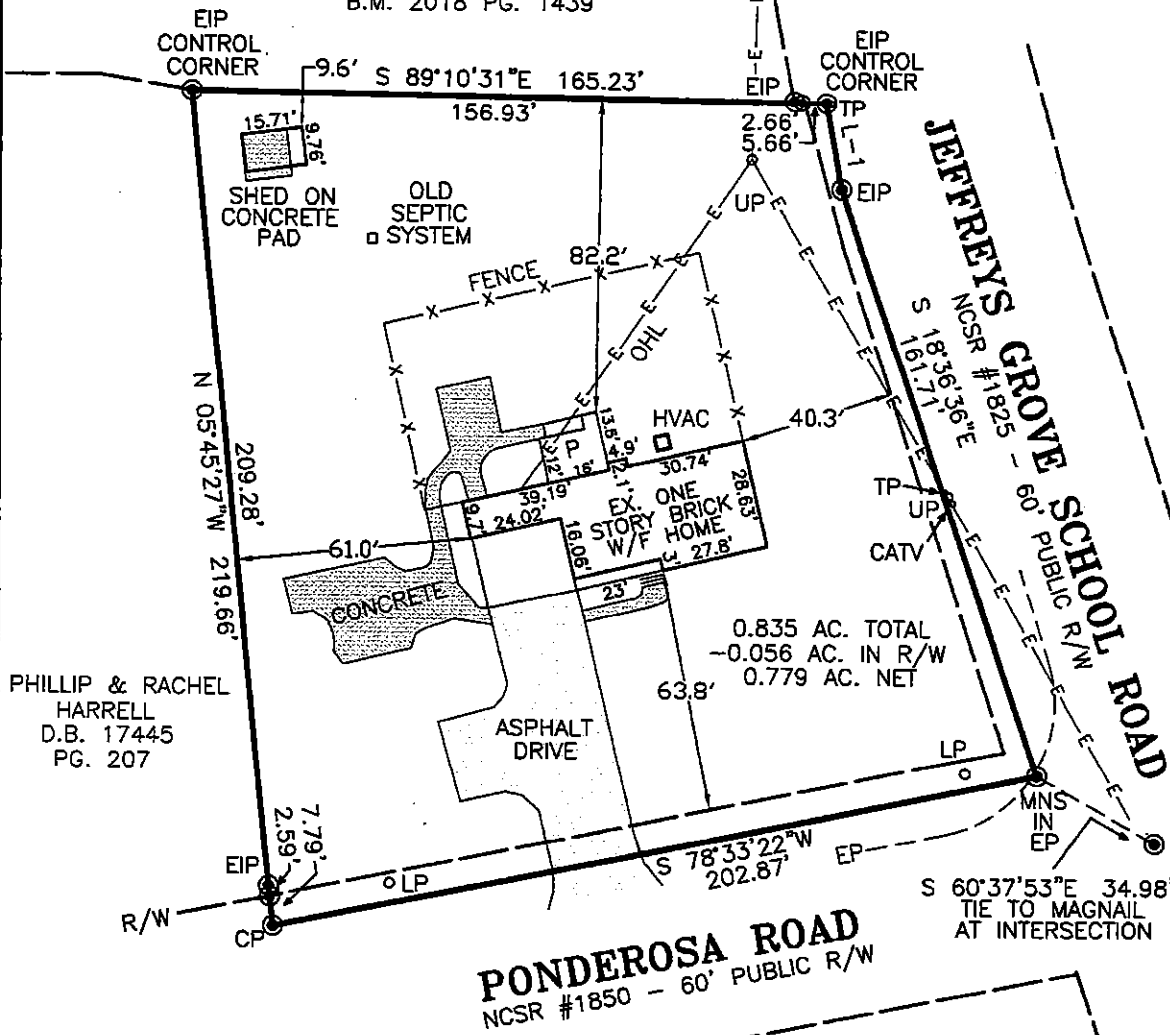 B.M. 2018 PG. 1439
EIP
CONTROL
CORNER
9.6'
S 89°10'31"E 165.23'
156.93'
EIP
EIP
CONTROL
CORNER
TP
2.66'
5.66'
L-1
EIP
15.71'
9.76'
SHED ON
CONCRETE
PAD
OLD
SEPTIC
SYSTEM
UP
E
JEFFREYS GROVE SCHOOL ROAD
NCSR #1825 - 60' PUBLIC R/W
S 18°36'36"E
161.71'
82.2'
FENCE
X
OHL
N 05°45'27"W 219.66'
209.28'
HVAC
40.3'
P
13.5'
4.9'
12'
16'
2.1'
30.74'
39.19'
24.02'
9.7'
EX. ONE
STORY BRICK
W/F HOME
28.63'
16.06'
3'
27.8'
23'
TP
UP
CATV
61.0'
CONCRETE
0.835 AC. TOTAL
-0.056 AC. IN R/W
0.779 AC. NET
63.8'
PHILLIP & RACHEL
HARRELL
D.B. 17445
PG. 207
ASPHALT
DRIVE
LP
MNS
IN
EP
2.59'
7.79'
EIP
LP
R/W
CP
S 78°33'22"W
202.87'
EP
S 60°37'53"E 34.98'
TIE TO MAGNAIL
AT INTERSECTION
PONDEROSA ROAD
NCSR #1850 - 60' PUBLIC R/W